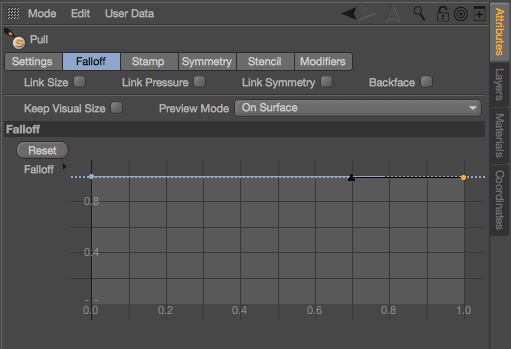 Mode Edit User Data
Pull
Settings Falloff Stamp Symmetry Stencil Modifiers
Link Size Link Pressure Link Symmetry Backface
Keep Visual Size Preview Mode On Surface
Falloff
Reset
Falloff
0.8
0.4
0.0 0.2 0.4 0.6 0.8 1.0
Attributes
Layers
Materials
Coordinates